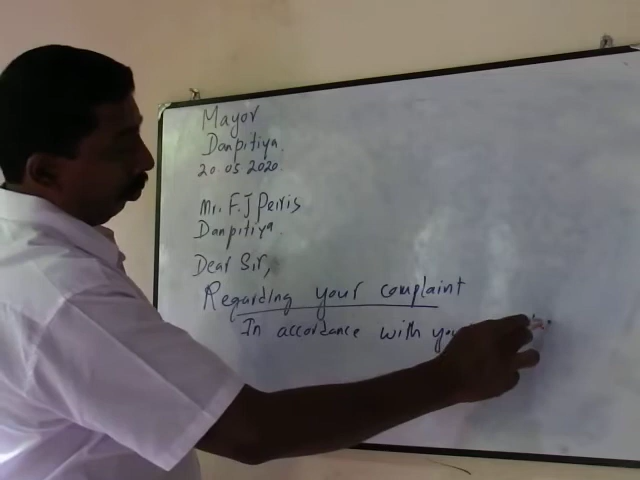 Mayor
Danpitiya.
20.05 2020.
Mr. F.J Peiris
Danpitiya.
Dear Sir,
Regarding your complaint
In accordance with